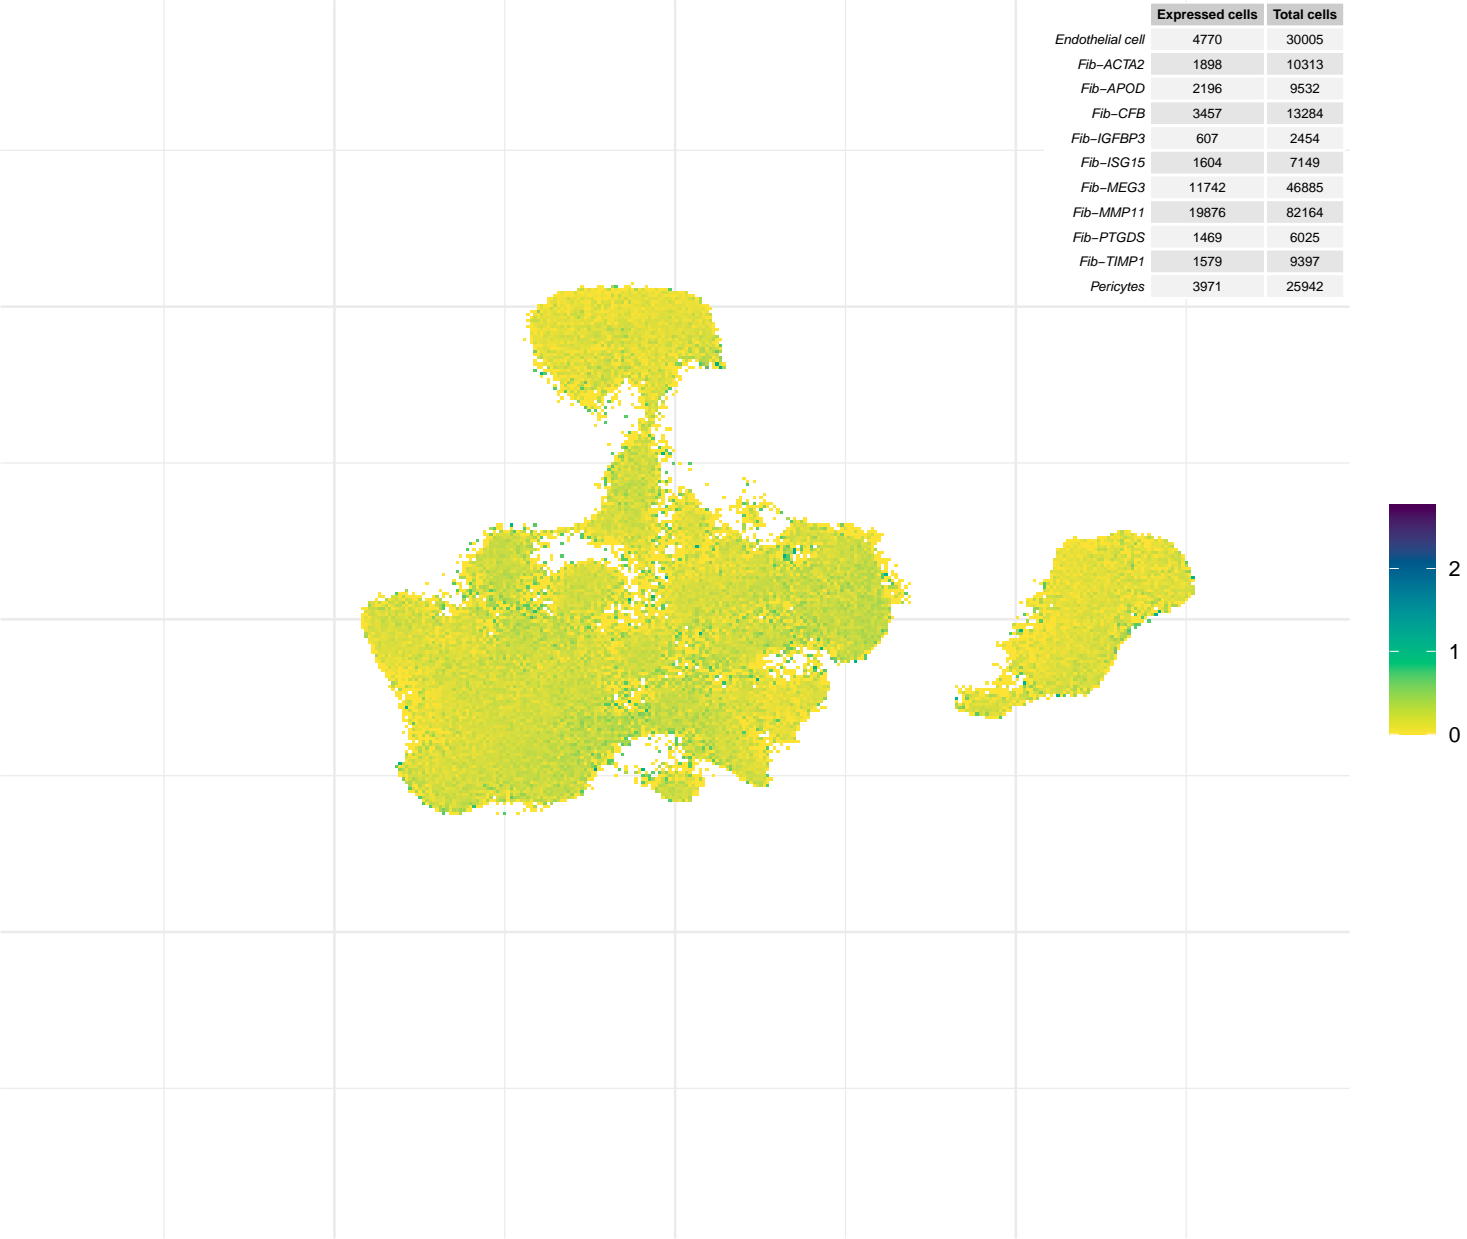 Expressed cells Total cells
Endothelial cell 4770 30005
Fib−ACTA2 1898 10313
Fib−APOD 2196 9532
Fib−CFB 3457 13284
Fib−IGFBP3 607 2454
Fib−ISG15 1604 7149
Fib−MEG3 11742 46885
Fib−MMP11 19876 82164
Fib−PTGDS 1469 6025
Fib−TIMP1 1579 9397
Pericytes 3971 25942
2
1
0